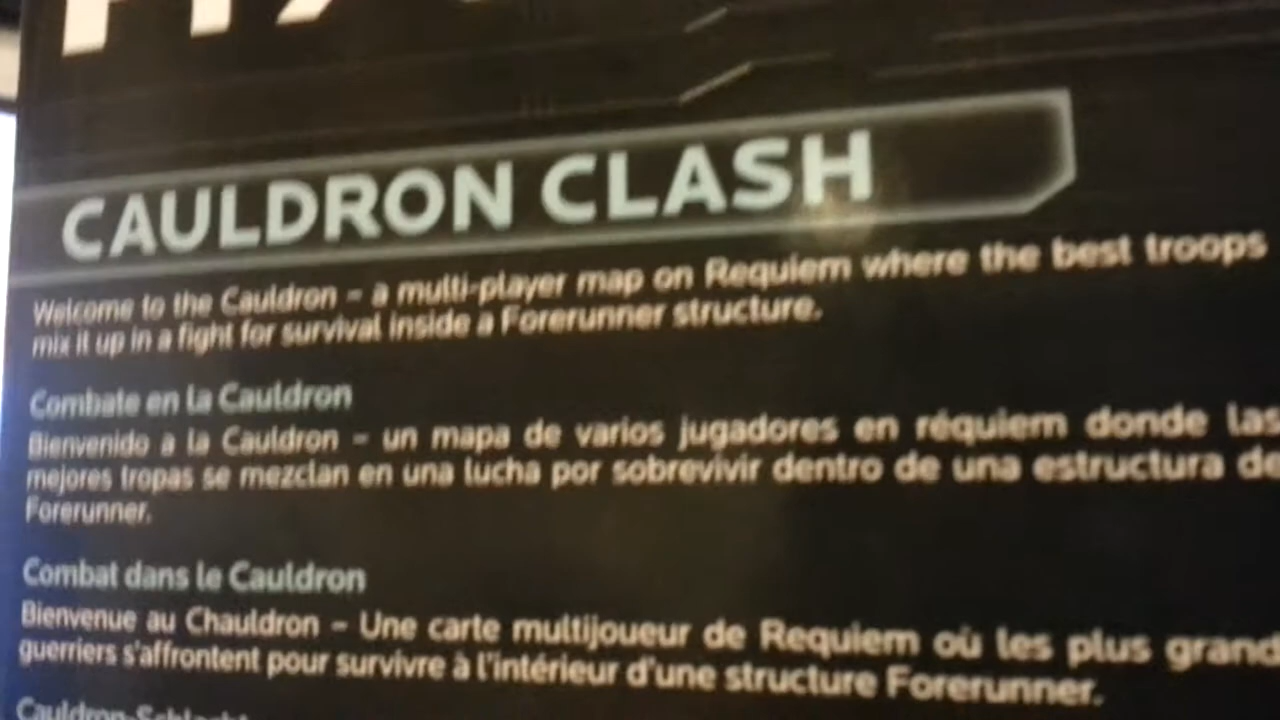 CAULDRON CLASH
Welcome to the Cauldron – a multi-player map on Requiem where the best troops
mix it up in a fight for survival inside a Forerunner structure.
Combate en la Cauldron
Bienvenido a la Cauldron – un mapa de varios jugadores en réquiem donde las
mejores tropas se mezclan en una lucha por sobrevivir dentro de una estructura de
Forerunner.
Combat dans le Cauldron
Bienvenue au Chauldron – Une carte multijoueur de Requiem où les plus grand
guerriers s'affrontent pour survivre à l'intérieur d'une structure Forerunner.
Cauldron-Schlacht